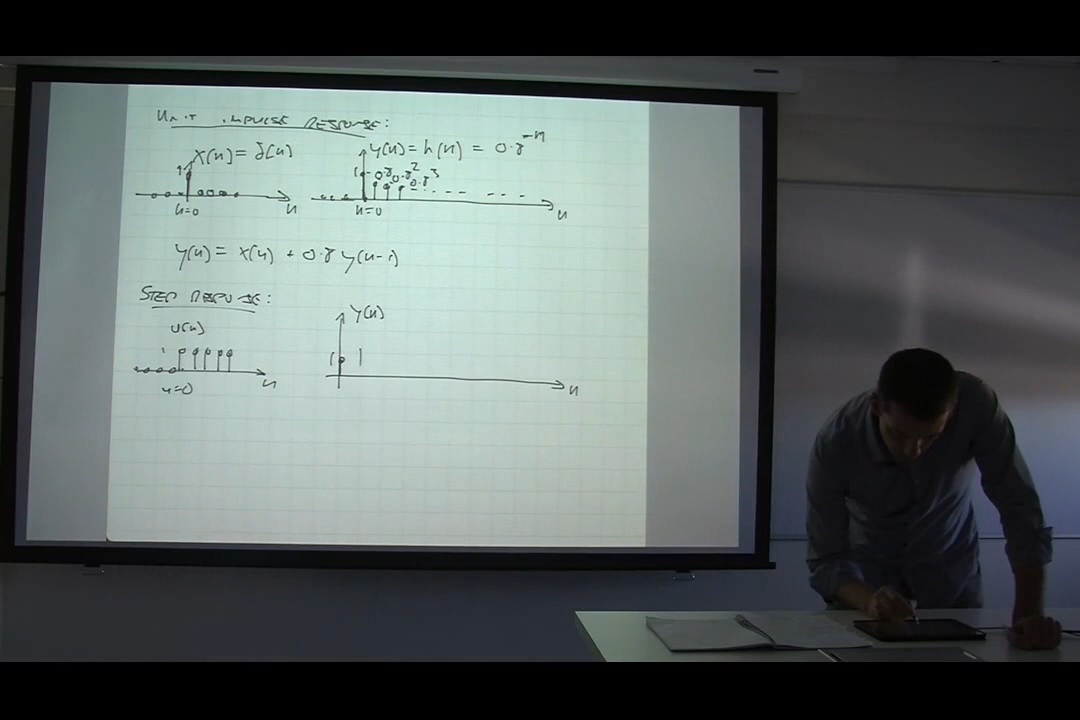 UNIT IMPULSE RESPONSE:
x(n) = δ(n)
1
n=0
n
y(n) = h(n) = 0.8^-n
1 0.8 0.8^2 0.8^3
n=0
n
y(n) = x(n) + 0.8 y(n-1)
STEP RESPONSE:
u(n)
1
n=0
n
y(n)
1 1
n